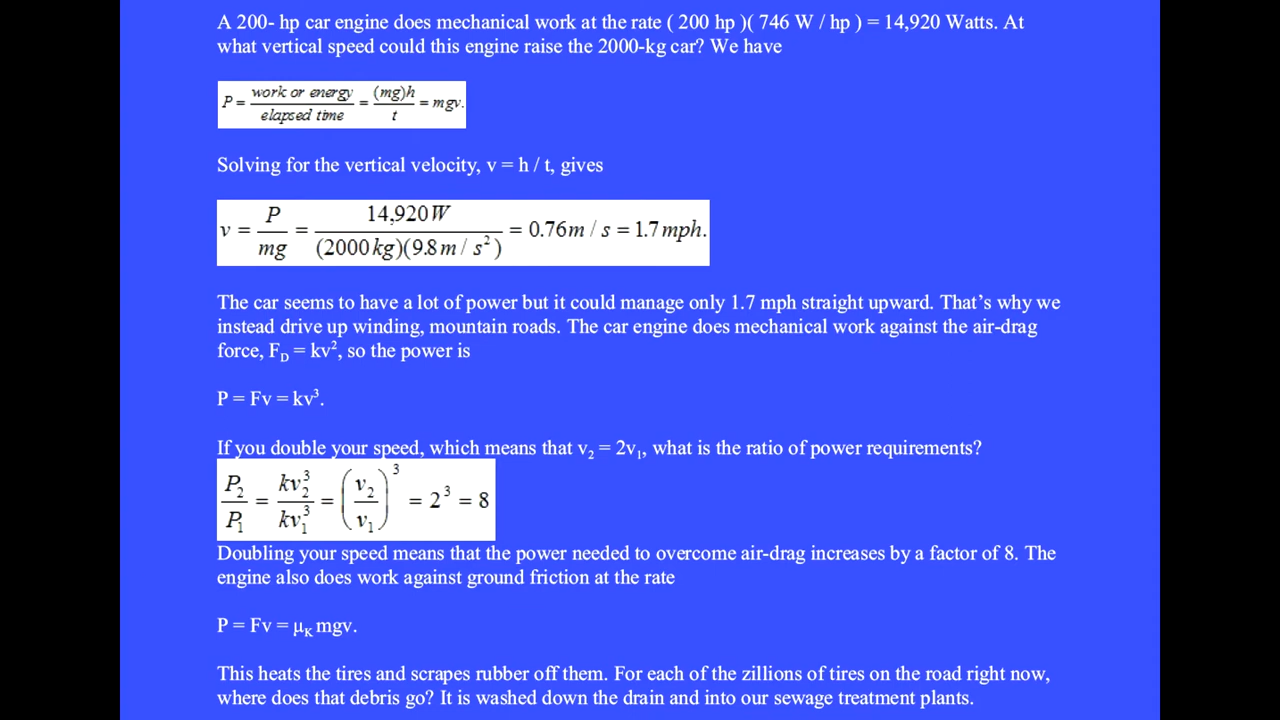 A 200- hp car engine does mechanical work at the rate ( 200 hp )( 746 W / hp ) = 14,920 Watts. At
what vertical speed could this engine raise the 2000-kg car? We have
P = work or energy / elapsed time = (mg)h / t = mgv.
Solving for the vertical velocity, v = h / t, gives
v = P / mg = 14,920 W / (2000 kg)(9.8 m / s²) = 0.76 m / s = 1.7 mph.
The car seems to have a lot of power but it could manage only 1.7 mph straight upward. That’s why we
instead drive up winding, mountain roads. The car engine does mechanical work against the air-drag
force, F_D = kv², so the power is
P = Fv = kv³.
If you double your speed, which means that v₂ = 2v₁, what is the ratio of power requirements?
P₂ / P₁ = kv₂³ / kv₁³ = (v₂ / v₁)³ = 2³ = 8
Doubling your speed means that the power needed to overcome air-drag increases by a factor of 8. The
engine also does work against ground friction at the rate
P = Fv = μ_K mgv.
This heats the tires and scrapes rubber off them. For each of the zillions of tires on the road right now,
where does that debris go? It is washed down the drain and into our sewage treatment plants.